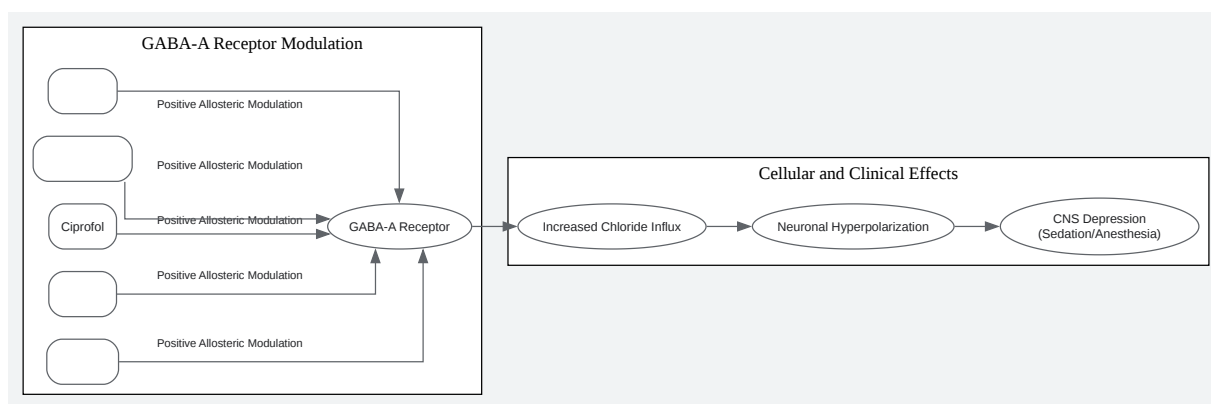 GABA-A Receptor Modulation
Positive Allosteric Modulation
Positive Allosteric Modulation
Ciprofol
Positive Allosteric Modulation
GABA-A Receptor
Positive Allosteric Modulation
Positive Allosteric Modulation
Cellular and Clinical Effects
Increased Chloride Influx
Neuronal Hyperpolarization
CNS Depression
(Sedation/Anesthesia)